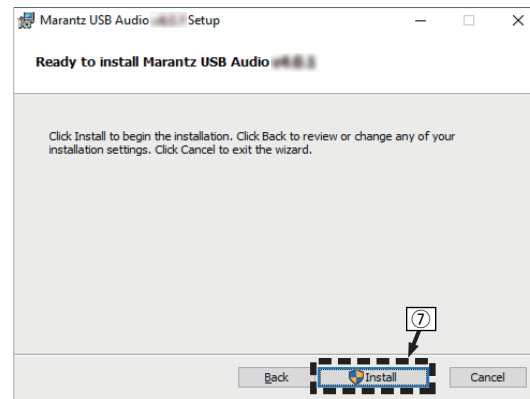 Marantz USB Audio Setup
Ready to install Marantz USB Audio
Click Install to begin the installation. Click Back to review or change any of your
installation settings. Click Cancel to exit the wizard.
⑦
Back Install Cancel